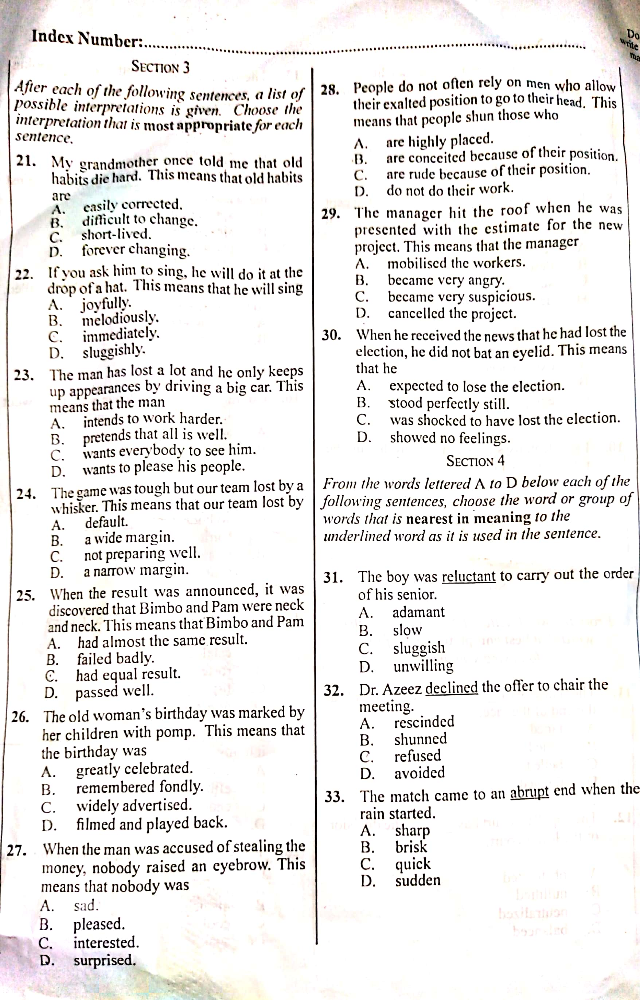 Index Number:
Do
write
ma
SECTION 3
After each of the following sentences, a list of
possible interpretations is given. Choose the
interpretation that is most appropriate for each
sentence.
21. My grandmother once told me that old
habits die hard. This means that old habits
are
A. easily corrected.
B. difficult to change.
C. short-lived.
D. forever changing.
22. If you ask him to sing, he will do it at the
drop of a hat. This means that he will sing
A. joyfully.
B. melodiously.
C. immediately.
D. sluggishly.
23. The man has lost a lot and he only keeps
up appearances by driving a big car. This
means that the man
A. intends to work harder.
B. pretends that all is well.
C. wants everybody to see him.
D. wants to please his people.
24. The game was tough but our team lost by a
whisker. This means that our team lost by
A. default.
B. a wide margin.
C. not preparing well.
D. a narrow margin.
25. When the result was announced, it was
discovered that Bimbo and Pam were neck
and neck. This means that Bimbo and Pam
A. had almost the same result.
B. failed badly.
C. had equal result.
D. passed well.
26. The old woman's birthday was marked by
her children with pomp. This means that
the birthday was
A. greatly celebrated.
B. remembered fondly.
C. widely advertised.
D. filmed and played back.
27. When the man was accused of stealing the
money, nobody raised an eyebrow. This
means that nobody was
A. sad.
B. pleased.
C. interested.
D. surprised.
28. People do not often rely on men who allow
their exalted position to go to their head. This
means that people shun those who
A. are highly placed.
B. are conceited because of their position.
C. are rude because of their position.
D. do not do their work.
29. The manager hit the roof when he was
presented with the estimate for the new
project. This means that the manager
A. mobilised the workers.
B. became very angry.
C. became very suspicious.
D. cancelled the project.
30. When he received the news that he had lost the
election, he did not bat an eyelid. This means
that he
A. expected to lose the election.
B. stood perfectly still.
C. was shocked to have lost the election.
D. showed no feelings.
SECTION 4
From the words lettered A to D below each of the
following sentences, choose the word or group of
words that is nearest in meaning to the
underlined word as it is used in the sentence.
31. The boy was reluctant to carry out the order
of his senior.
A. adamant
B. slow
C. sluggish
D. unwilling
32. Dr. Azeez declined the offer to chair the
meeting.
A. rescinded
B. shunned
C. refused
D. avoided
33. The match came to an abrupt end when the
rain started.
A. sharp
B. brisk
C. quick
D. sudden